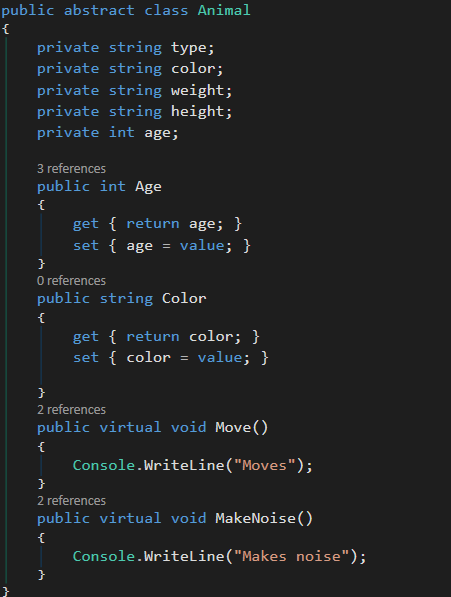 public abstract class Animal
{
private string type;
private string color;
private string weight;
private string height;
private int age;
3 references
public int Age
{
get { return age; }
set { age = value; }
}
0 references
public string Color
{
get { return color; }
set { color = value; }
}
2 references
public virtual void Move()
{
Console.WriteLine("Moves");
}
2 references
public virtual void MakeNoise()
{
Console.WriteLine("Makes noise");
}
}